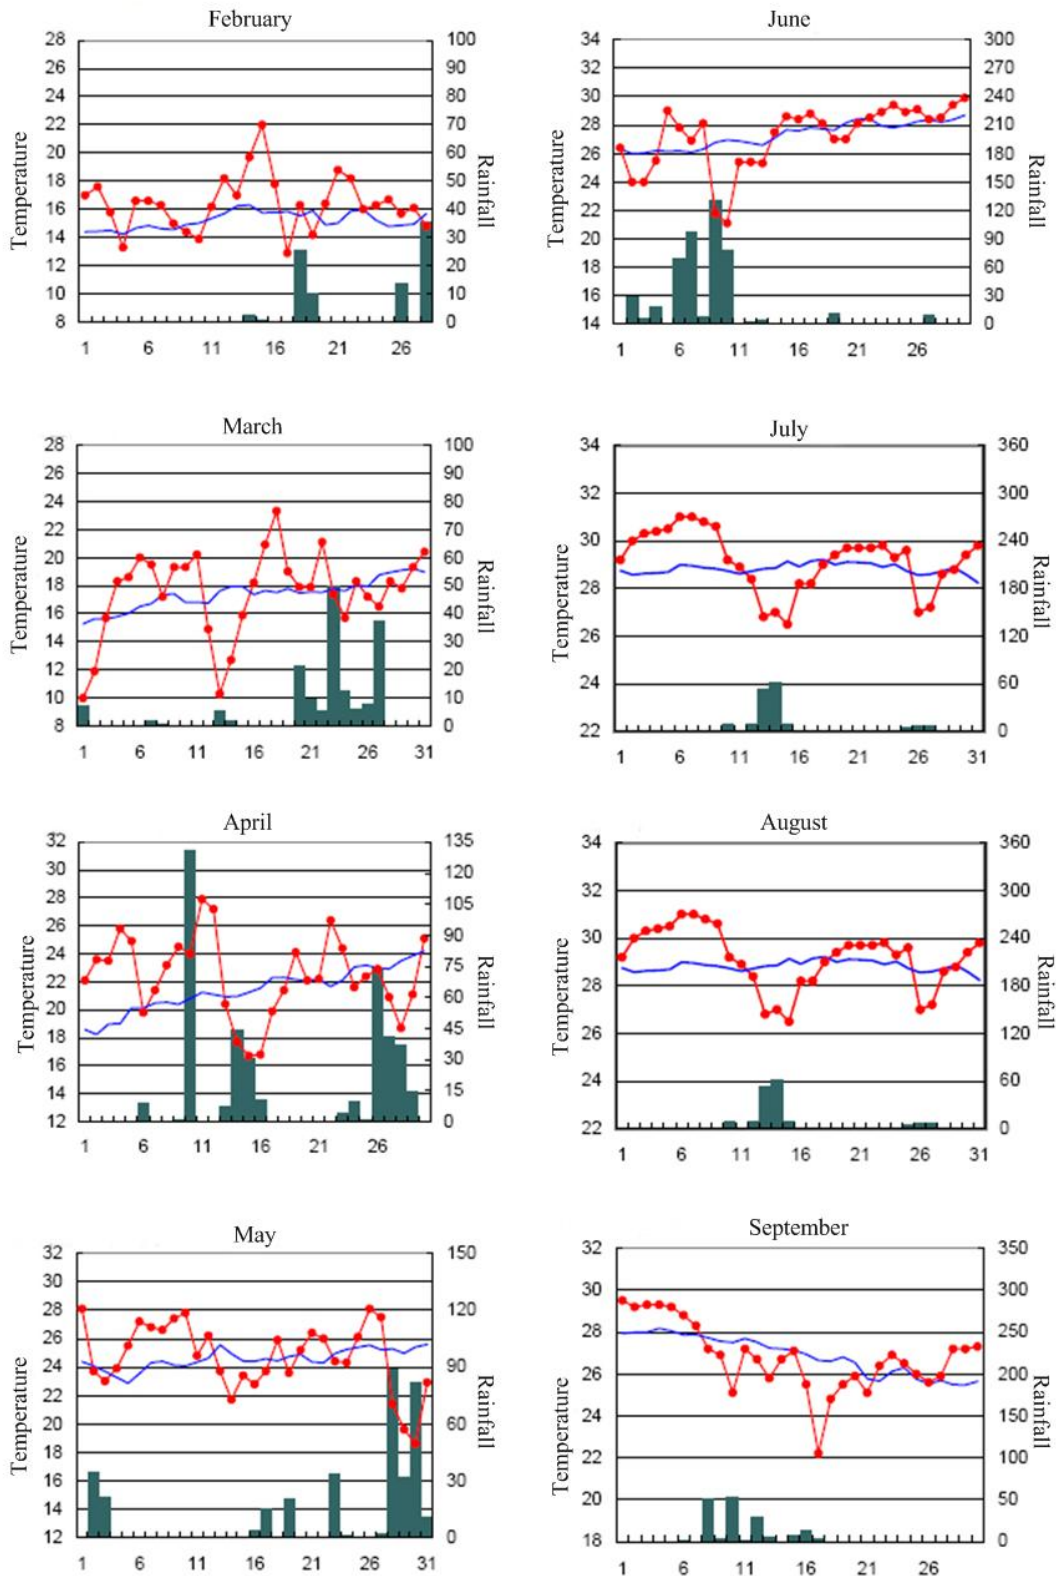 February
28 26 24 22 20 18 16 14 12 10 8
Temperature
100 90 80 70 60 50 40 30 20 10 0
Rainfall
1 6 11 16 21 26
June
34 32 30 28 26 24 22 20 18 16 14
Temperature
300 270 240 210 180 150 120 90 60 30 0
Rainfall
1 6 11 16 21 26
March
28 26 24 22 20 18 16 14 12 10 8
Temperature
100 90 80 70 60 50 40 30 20 10 0
Rainfall
1 6 11 16 21 26 31
July
34 32 30 28 26 24 22
Temperature
360 300 240 180 120 60 0
Rainfall
1 6 11 16 21 26 31
April
32 30 28 26 24 22 20 18 16 14 12
Temperature
135 120 105 90 75 60 45 30 15 0
Rainfall
1 6 11 16 21 26
August
34 32 30 28 26 24 22
Temperature
360 300 240 180 120 60 0
Rainfall
1 6 11 16 21 26 31
May
32 30 28 26 24 22 20 18 16 14 12
Temperature
150 120 90 60 30 0
Rainfall
1 6 11 16 21 26 31
September
32 30 28 26 24 22 20 18
Temperature
350 300 250 200 150 100 50 0
Rainfall
1 6 11 16 21 26